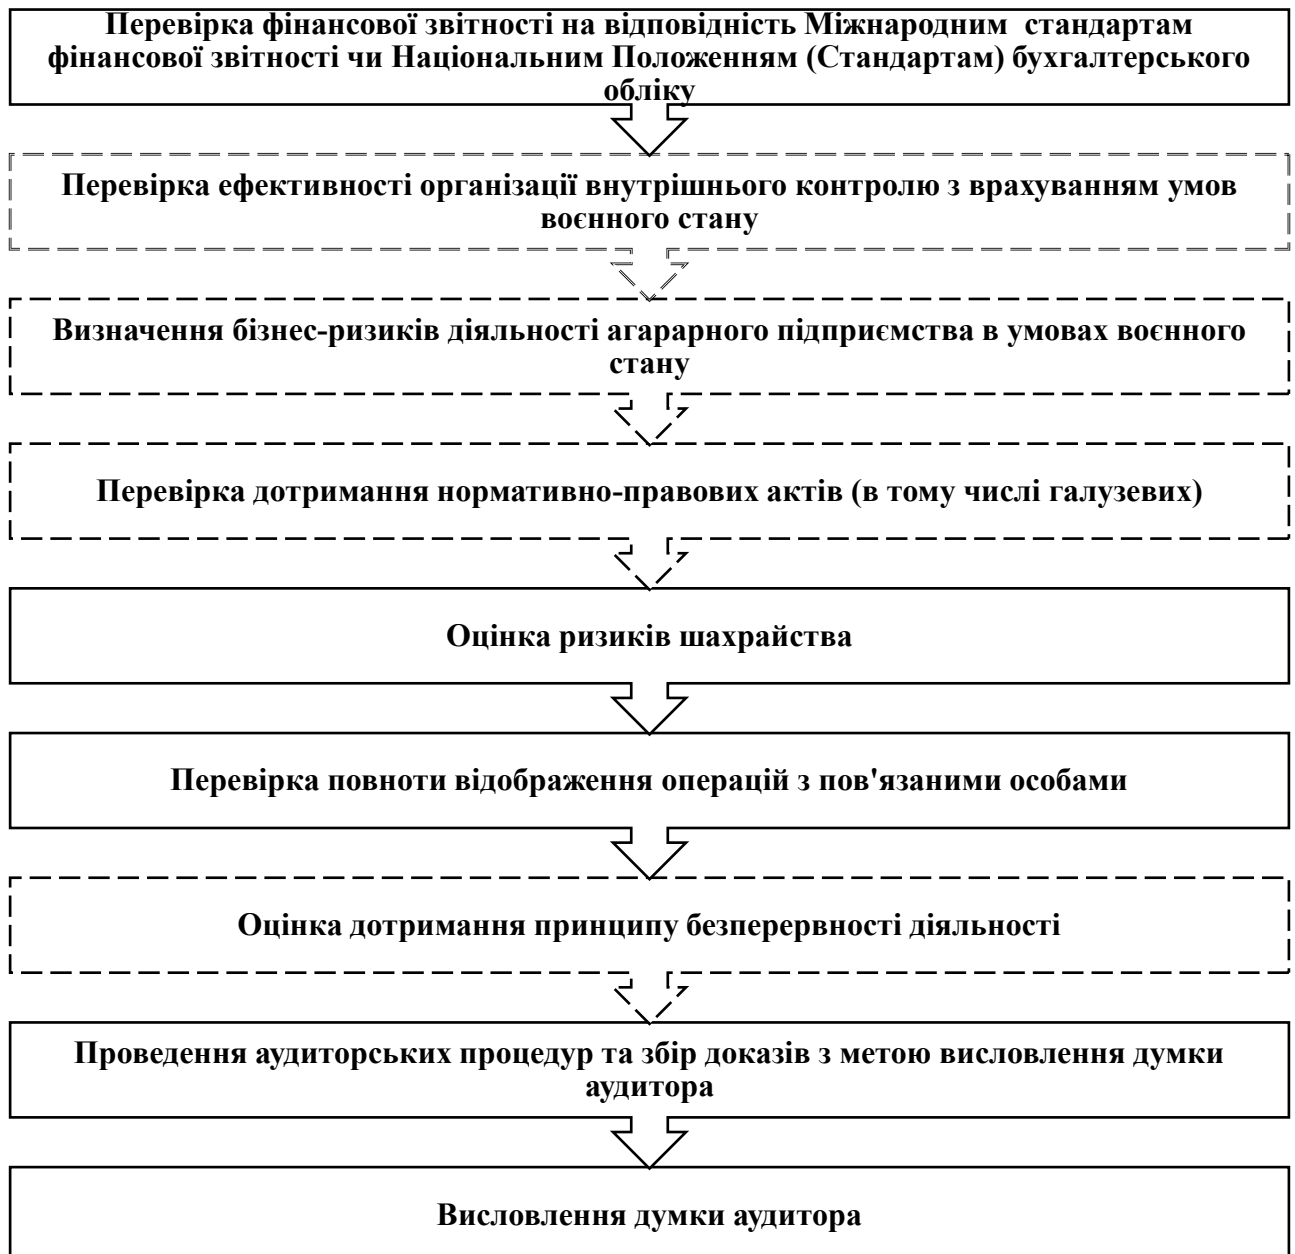 Перевірка фінансової звітності на відповідність Міжнародним стандартам
фінансової звітності чи Національним Положенням (Стандартам) бухгалтерського
обліку
Перевірка ефективності організації внутрішнього контролю з врахуванням умов
воєнного стану
Визначення бізнес-ризиків діяльності агарарного підприємства в умовах воєнного
стану
Перевірка дотримання нормативно-правових актів (в тому числі галузевих)
Оцінка ризиків шахрайства
Перевірка повноти відображення операцій з пов'язаними особами
Оцінка дотримання принципу безперервності діяльності
Проведення аудиторських процедур та збір доказів з метою висловлення думки
аудитора
Висловлення думки аудитора